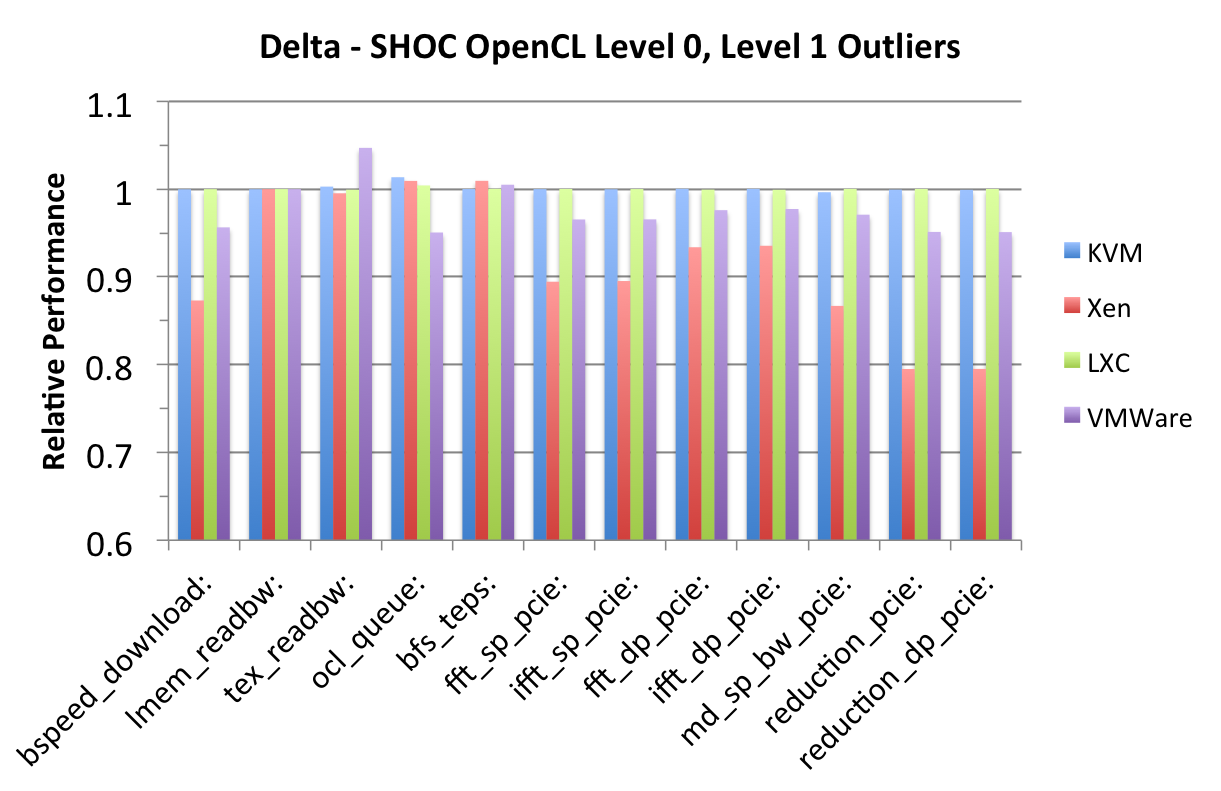 Delta - SHOC OpenCL Level 0, Level 1 Outliers
Relative Performance
1.1
1
0.9
0.8
0.7
0.6
bspeed_download:
lmem_readbw:
tex_readbw:
ocl_queue:
bfs_teps:
fft_sp_pcie:
ifft_sp_pcie:
fft_dp_pcie:
ifft_dp_pcie:
md_sp_bw_pcie:
reduction_pcie:
reduction_dp_pcie:
KVM
Xen
LXC
VMWare